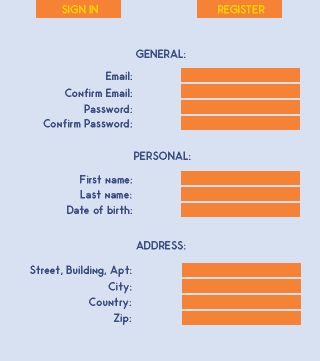 SIGN IN REGISTER
GENERAL:
Email:
Confirm Email:
Password:
Confirm Password:
PERSONAL:
First name:
Last name:
Date of birth:
ADDRESS:
Street, Building, Apt:
City:
Country:
Zip: